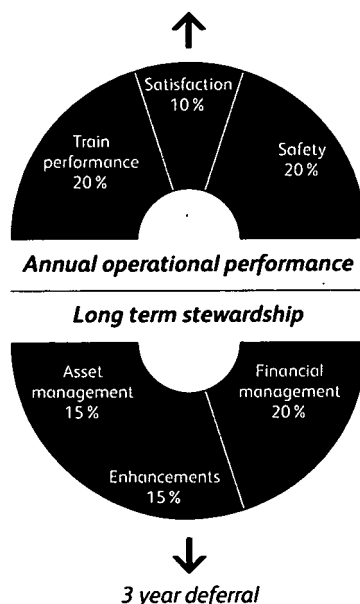 Satisfaction
10%
Train
performance
20%
Safety
20%
Annual operational performance
Long term stewardship
Asset
management
15%
Financial
management
20%
Enhancements
15%
3 year deferral